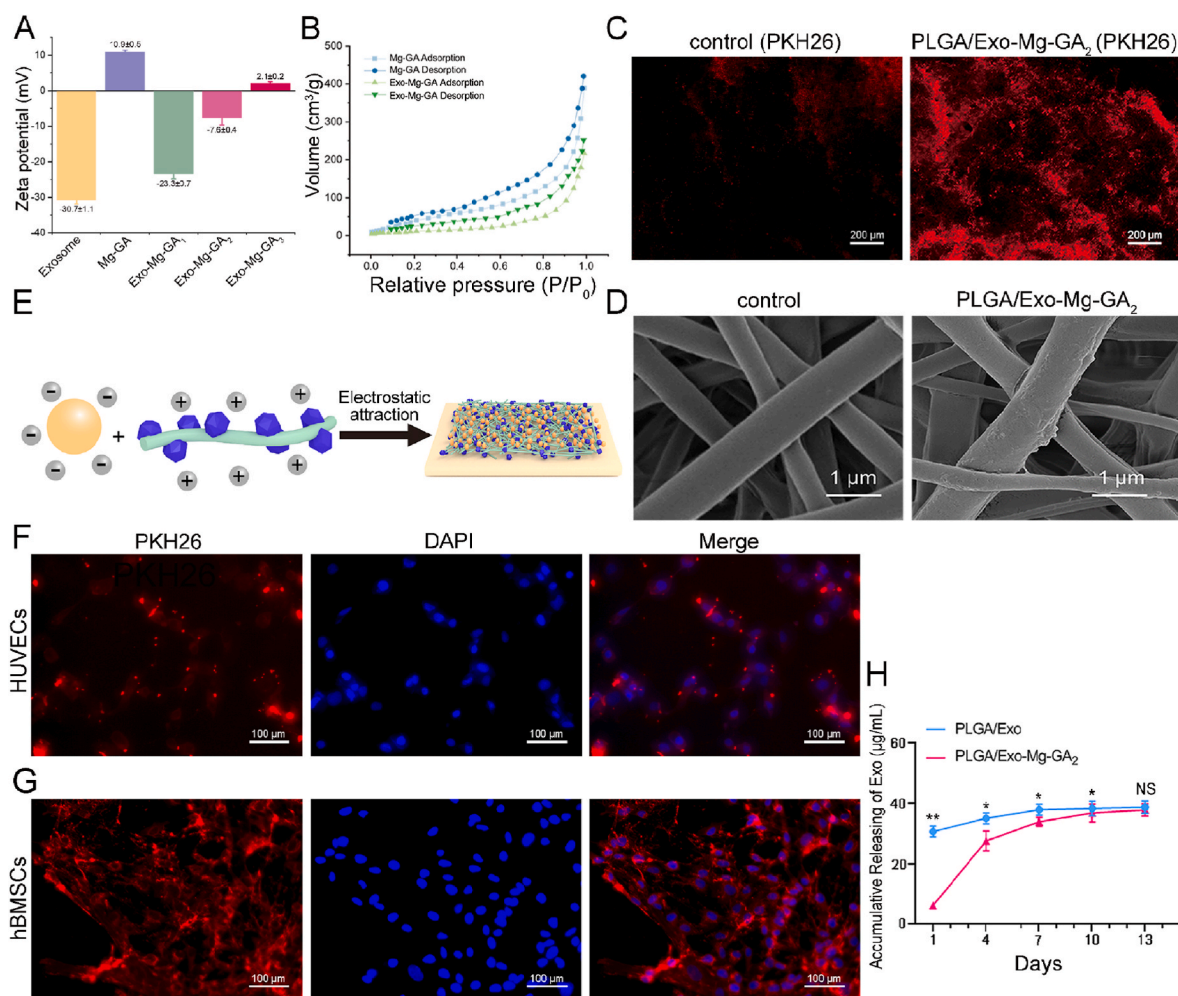 A
Zeta potential (mV)
10
0
-10
-20
-30
-40
10.9±0.5
-30.7±1.1
-23.3±0.7
-7.6±0.4
2.1±0.2
Exosome
Mg-GA
Exo-Mg-GA1
Exo-Mg-GA2
Exo-Mg-GA3
B
Volume (cm³/g)
500
400
300
200
100
0
Mg-GA Adsorption
Mg-GA Desorption
Exo-Mg-GA Adsorption
Exo-Mg-GA Desorption
0.0 0.2 0.4 0.6 0.8 1.0
Relative pressure (P/P0)
C
control (PKH26)
PLGA/Exo-Mg-GA2 (PKH26)
200 µm
200 µm
D
control
PLGA/Exo-Mg-GA2
1 µm
1 µm
E
− − − − −
+
+ + + + + +
Electrostatic
attraction
F
PKH26
DAPI
Merge
PKH26
HUVECs
100 µm
100 µm
100 µm
G
hBMSCs
100 µm
100 µm
100 µm
H
PLGA/Exo
PLGA/Exo-Mg-GA2
Accumulative Releasing of Exo (µg/mL)
60
40
20
0
**
*
*
*
NS
1 4 7 10 13
Days